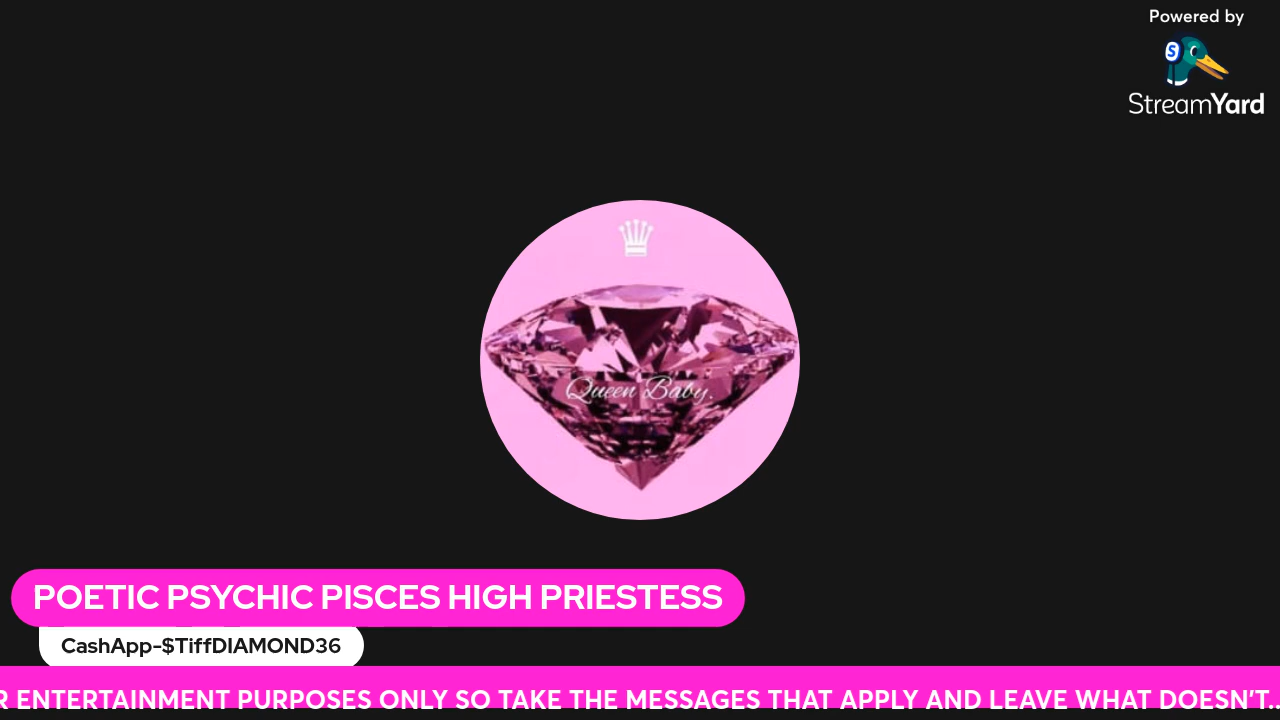 Powered by
S
StreamYard
Queen Baby.
POETIC PSYCHIC PISCES HIGH PRIESTESS
CashApp-$TiffDIAMOND36
R ENTERTAINMENT PURPOSES ONLY SO TAKE THE MESSAGES THAT APPLY AND LEAVE WHAT DOESN'T..